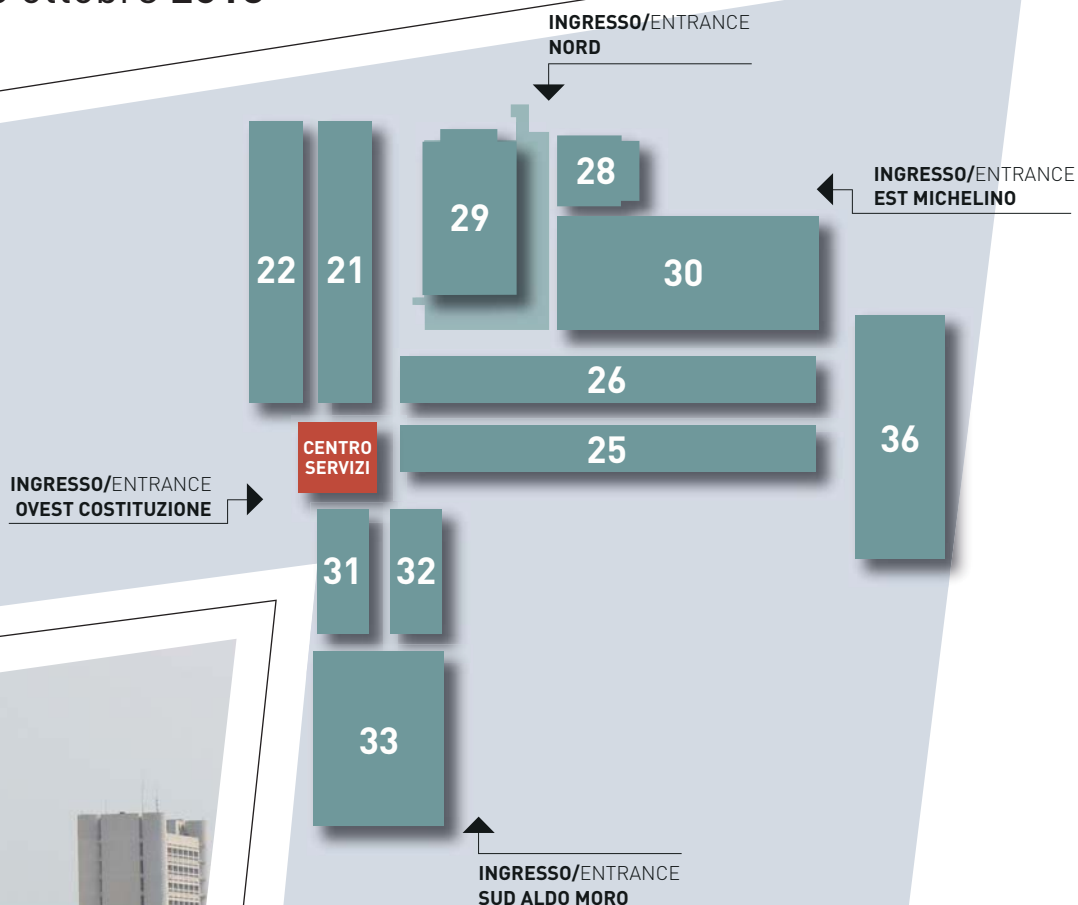 ottobre
INGRESSO/ENTRANCE
NORD
28
INGRESSO/ENTRANCE
EST MICHELINO
29
22
21
30
26
CENTRO
SERVIZI
25
36
INGRESSO/ENTRANCE
OVEST COSTITUZIONE
31
32
33
INGRESSO/ENTRANCE
SUD ALDO MORO